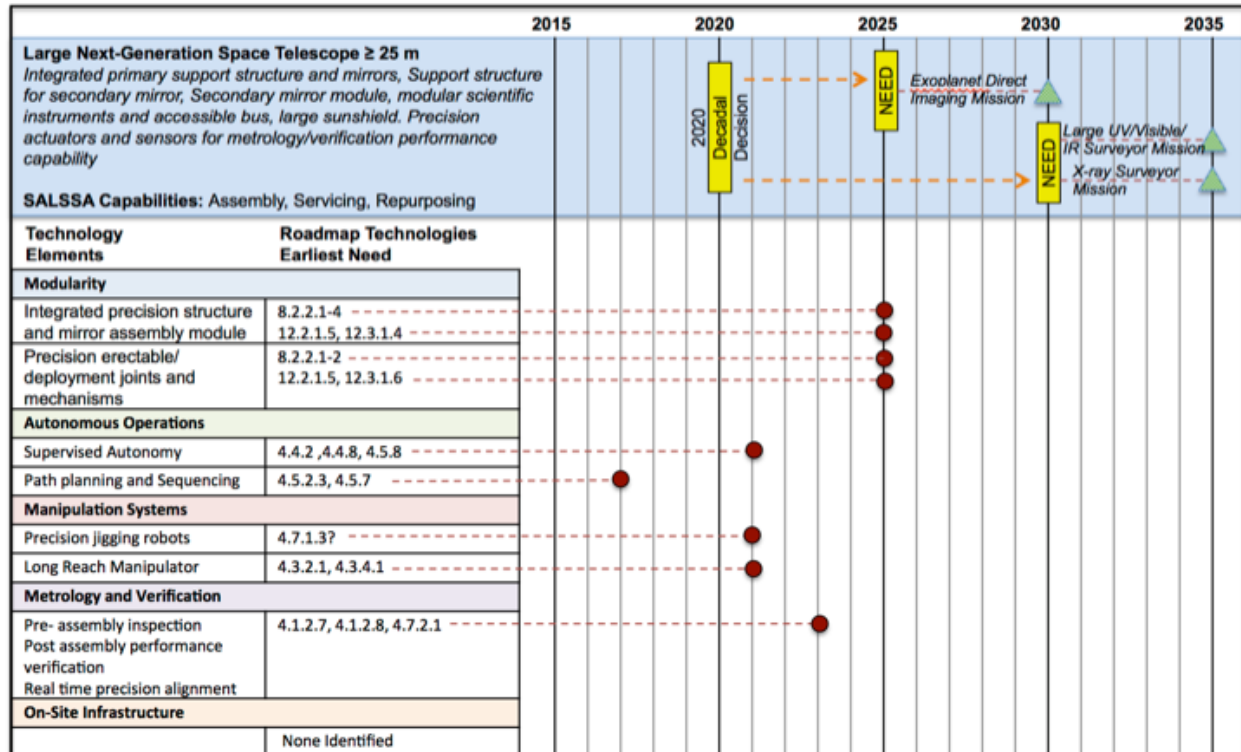 2015 2020 2025 2030 2035
Large Next-Generation Space Telescope ≥ 25 m
Integrated primary support structure and mirrors, Support structure
for secondary mirror, Secondary mirror module, modular scientific
instruments and accessible bus, large sunshield. Precision
actuators and sensors for metrology/verification performance
capability
SALSSA Capabilities: Assembly, Servicing, Repurposing
2020
Decadal
Decision
NEED
Exoplanet Direct
Imaging Mission
NEED
Large UV/Visible/
IR Surveyor Mission
X-ray Surveyor
Mission
Technology
Elements
Roadmap Technologies
Earliest Need
Modularity
Integrated precision structure
and mirror assembly module
8.2.2.1-4
12.2.1.5, 12.3.1.4
Precision erectable/
deployment joints and
mechanisms
8.2.2.1-2
12.2.1.5, 12.3.1.6
Autonomous Operations
Supervised Autonomy
4.4.2 ,4.4.8, 4.5.8
Path planning and Sequencing
4.5.2.3, 4.5.7
Manipulation Systems
Precision jigging robots
4.7.1.3?
Long Reach Manipulator
4.3.2.1, 4.3.4.1
Metrology and Verification
Pre- assembly inspection
Post assembly performance
verification
Real time precision alignment
4.1.2.7, 4.1.2.8, 4.7.2.1
On-Site Infrastructure
None Identified